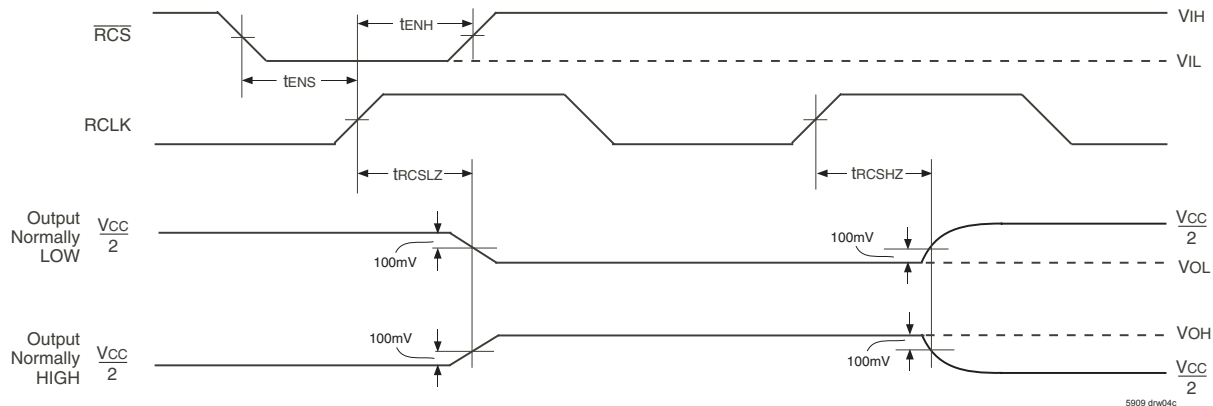 RCS
tENH
VIH
VIL
tENS
RCLK
tRCSLZ
tRCSHZ
Output
Normally
LOW
VCC
2
100mV
100mV
VCC
2
VOL
Output
Normally
HIGH
VCC
2
100mV
100mV
VOH
VCC
2
5909 drw04c